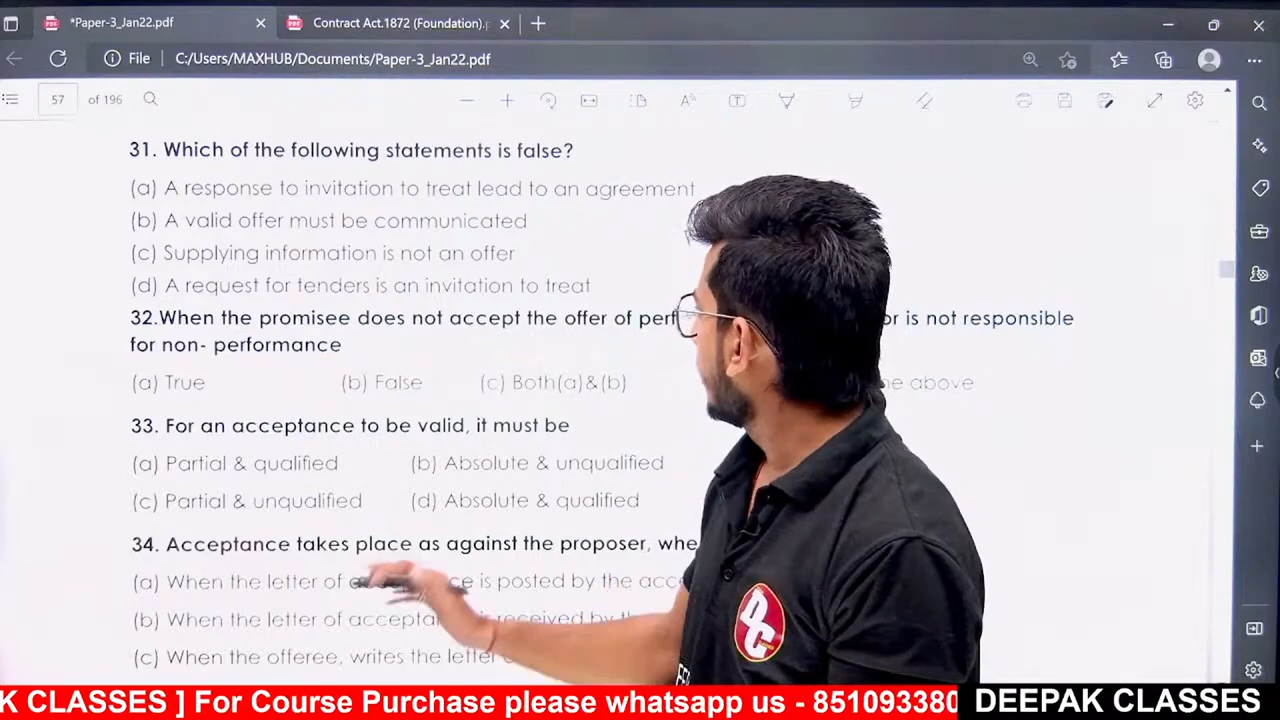 *Paper-3_Jan22.pdf
Contract Act.1872 (Foundation).
File
C:/Users/MAXHUB/Documents/Paper-3_Jan22.pdf
57 of 196
31. Which of the following statements is false?
(a) A response to invitation to treat lead to an agreement
(b) A valid offer must be communicated
(c) Supplying information is not an offer
(d) A request for tenders is an invitation to treat
32.When the promisee does not accept the offer of or is not responsible
for non- performance
(a) True (b) False (c) Both(a)&(b) above
33. For an acceptance to be valid, it must be
(a) Partial & qualified (b) Absolute & unqualified
(c) Partial & unqualified (d) Absolute & qualified
34. Acceptance takes place as against the proposer,
(a) When the letter of is posted by the
(b) When the letter of received by
(c) When the offeree, writes the letter
DC
K CLASSES ] For Course Purchase please whatsapp us - 851093380
DEEPAK CLASSES